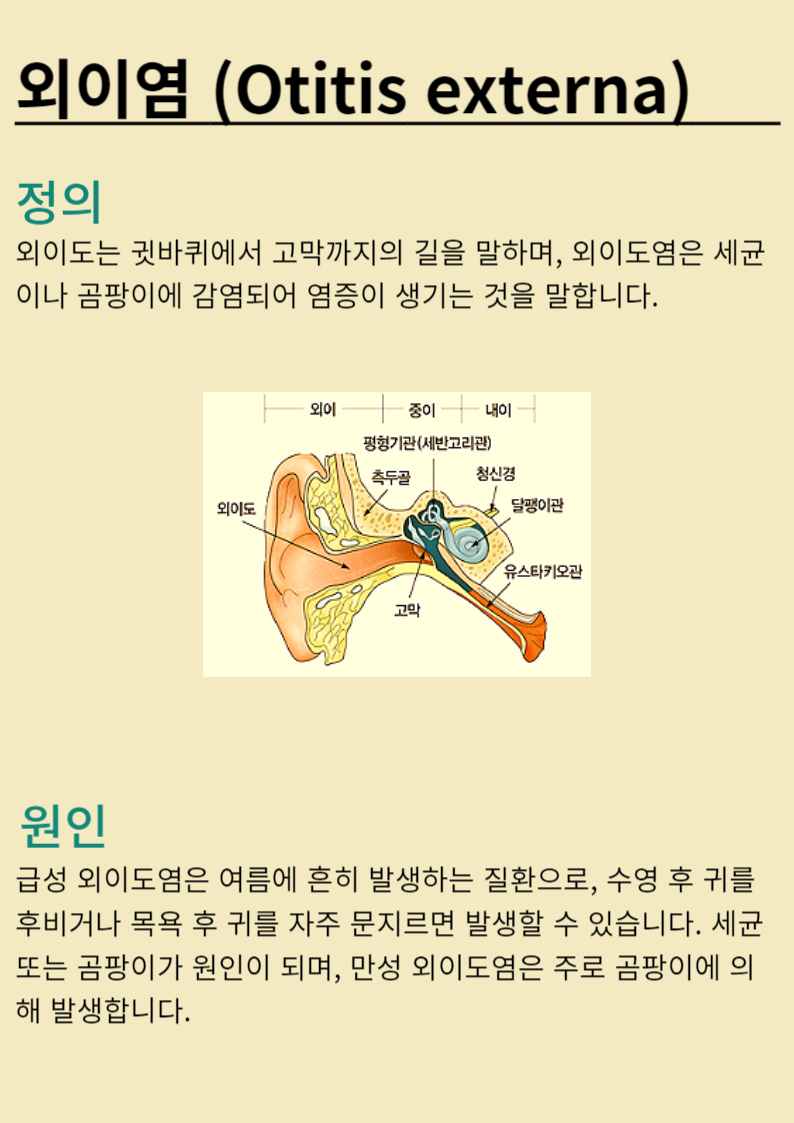 외이염 (Otitis externa)
정의
외이도는 귓바퀴에서 고막까지의 길을 말하며, 외이도염은 세균
이나 곰팡이에 감염되어 염증이 생기는 것을 말합니다.
외이 중이 내이
평형기관(세반고리관)
측두골 청신경
외이도 달팽이관
유스타키오관
고막
원인
급성 외이도염은 여름에 흔히 발생하는 질환으로, 수영 후 귀를
후비거나 목욕 후 귀를 자주 문지르면 발생할 수 있습니다. 세균
또는 곰팡이가 원인이 되며, 만성 외이도염은 주로 곰팡이에 의
해 발생합니다.